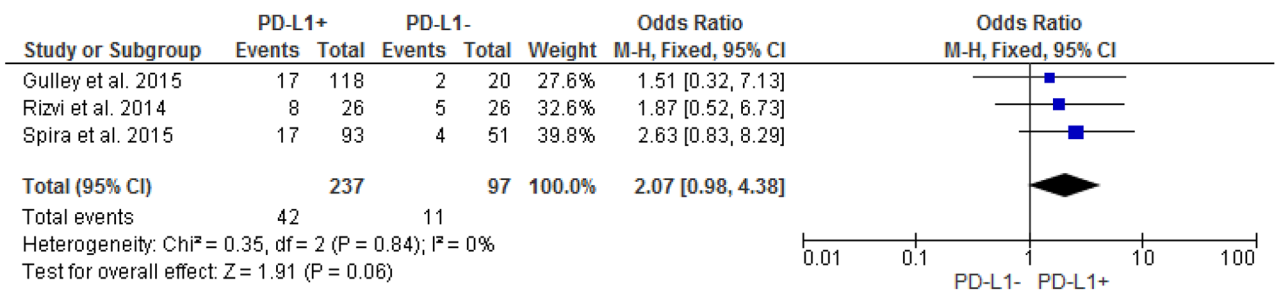 PD-L1+ PD-L1- Odds Ratio Odds Ratio
Study or Subgroup Events Total Events Total Weight M-H, Fixed, 95% CI M-H, Fixed, 95% CI
Gulley et al. 2015 17 118 2 20 27.6% 1.51 [0.32, 7.13]
Rizvi et al. 2014 8 26 5 26 32.6% 1.87 [0.52, 6.73]
Spira et al. 2015 17 93 4 51 39.8% 2.63 [0.83, 8.29]
Total (95% CI) 237 97 100.0% 2.07 [0.98, 4.38]
Total events 42 11
Heterogeneity: Chi² = 0.35, df = 2 (P = 0.84); I² = 0%
Test for overall effect: Z = 1.91 (P = 0.06)
0.01 0.1 1 10 100
PD-L1- PD-L1+